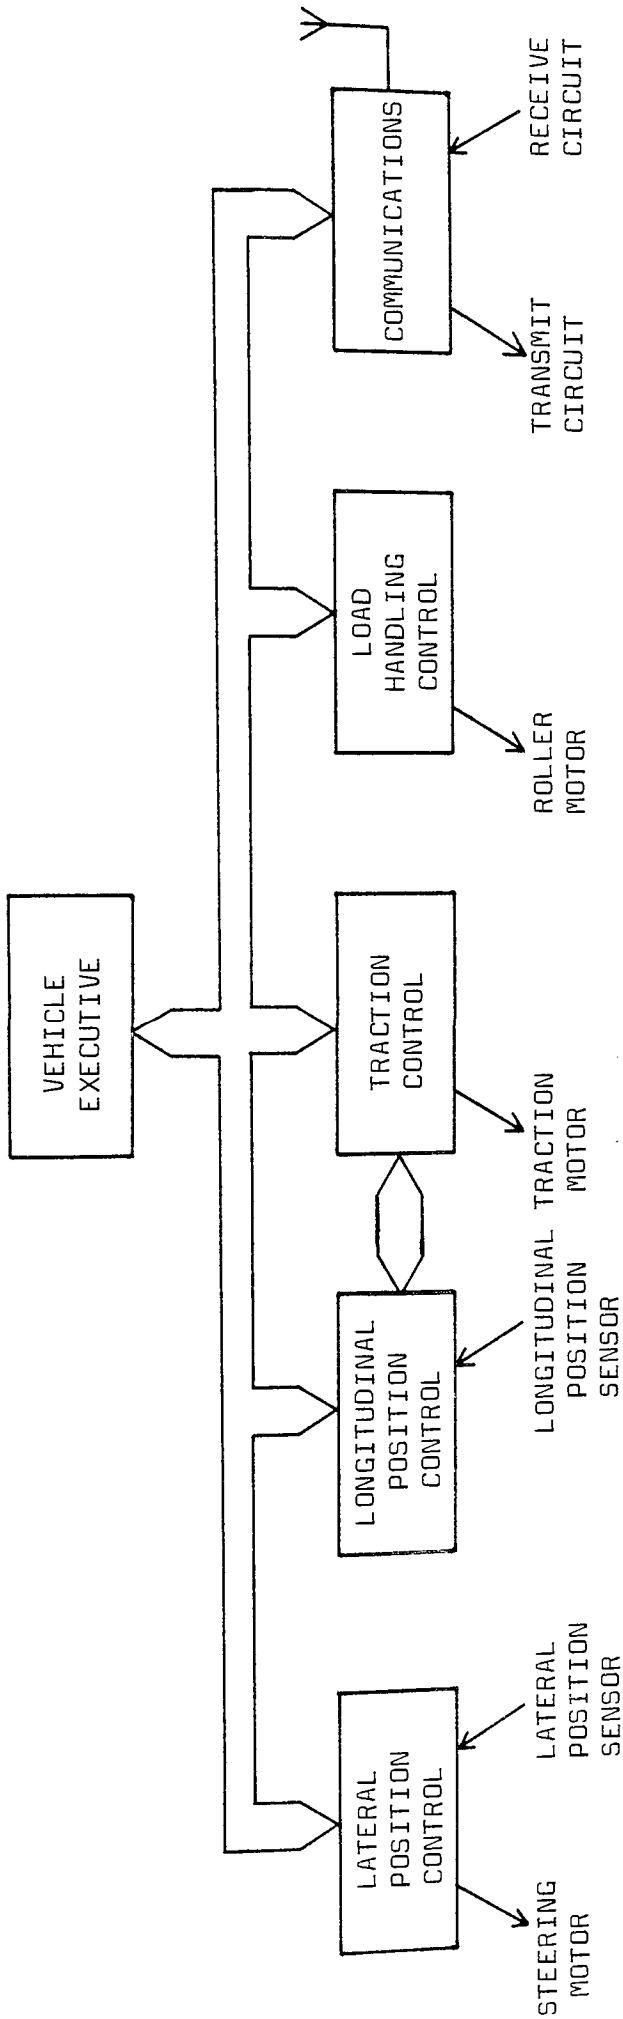 VEHICLE
EXECUTIVE
LATERAL
POSITION
CONTROL
LONGITUDINAL
POSITION
CONTROL
TRACTION
CONTROL
LOAD
HANDLING
CONTROL
COMMUNICATIONS
STEERING
MOTOR
LATERAL
POSITION
SENSOR
LONGITUDINAL
POSITION
SENSOR
TRACTION
MOTOR
ROLLER
MOTOR
TRANSMIT
CIRCUIT
RECEIVE
CIRCUIT